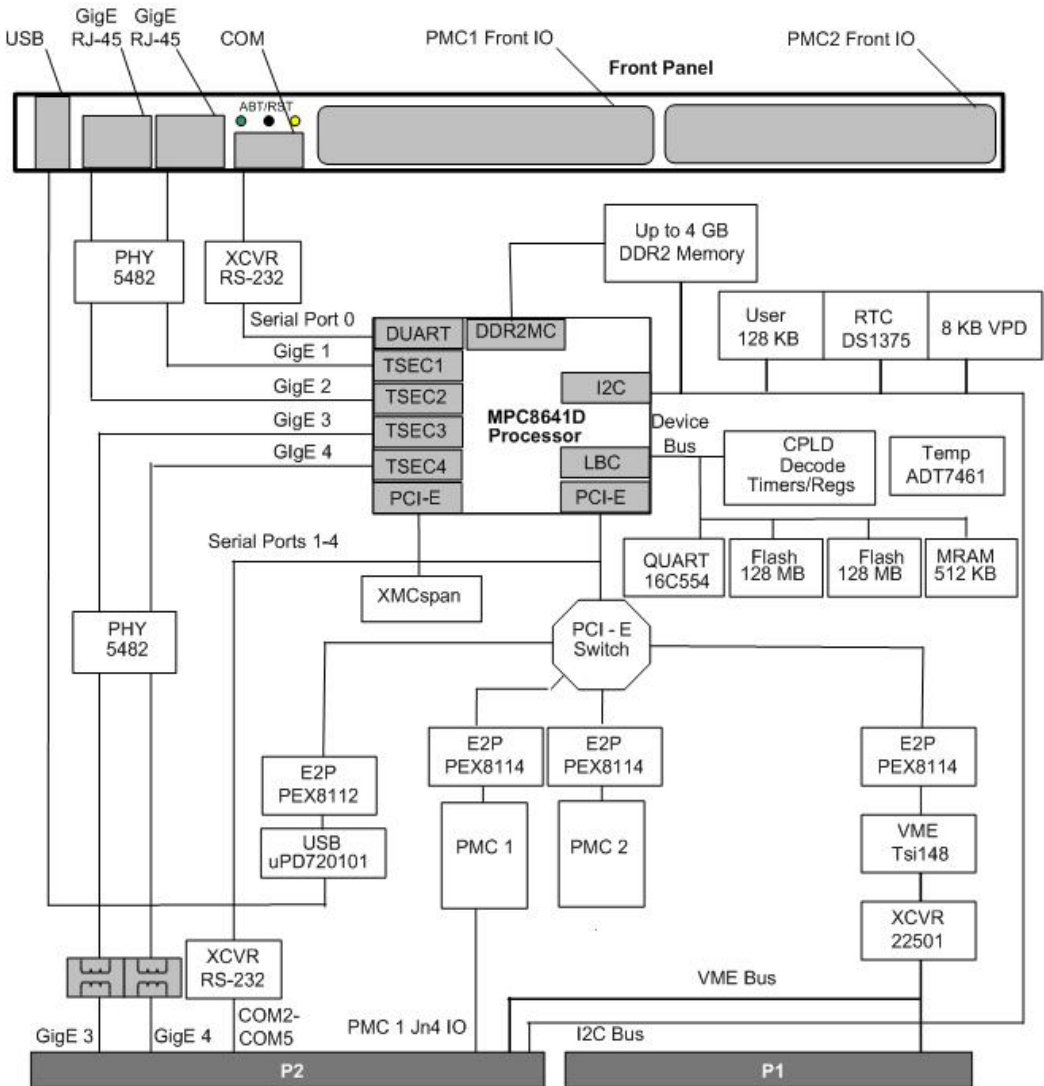 GigE
RJ-45
GigE
RJ-45
USB
COM
PMC1 Front IO
PMC2 Front IO
Front Panel
ABT/RST
PHY
5482
XCVR
RS-232
Up to 4 GB
DDR2 Memory
User
128 KB
RTC
DS1375
8 KB VPD
Serial Port 0
DUART
DDR2MC
GigE 1
TSEC1
GigE 2
TSEC2
I2C
GigE 3
TSEC3
MPC8641D
Processor
Device
Bus
GIgE 4
TSEC4
LBC
PCI-E
PCI-E
CPLD
Decode
Timers/Regs
Temp
ADT7461
Serial Ports 1-4
QUART
16C554
Flash
128 MB
Flash
128 MB
MRAM
512 KB
XMCspan
PHY
5482
PCI - E
Switch
E2P
PEX8112
E2P
PEX8114
E2P
PEX8114
E2P
PEX8114
USB
uPD720101
PMC 1
PMC 2
VME
Tsi148
XCVR
22501
XCVR
RS-232
VME Bus
GigE 3
GigE 4
COM2-
COM5
PMC 1 Jn4 IO
I2C Bus
P2
P1